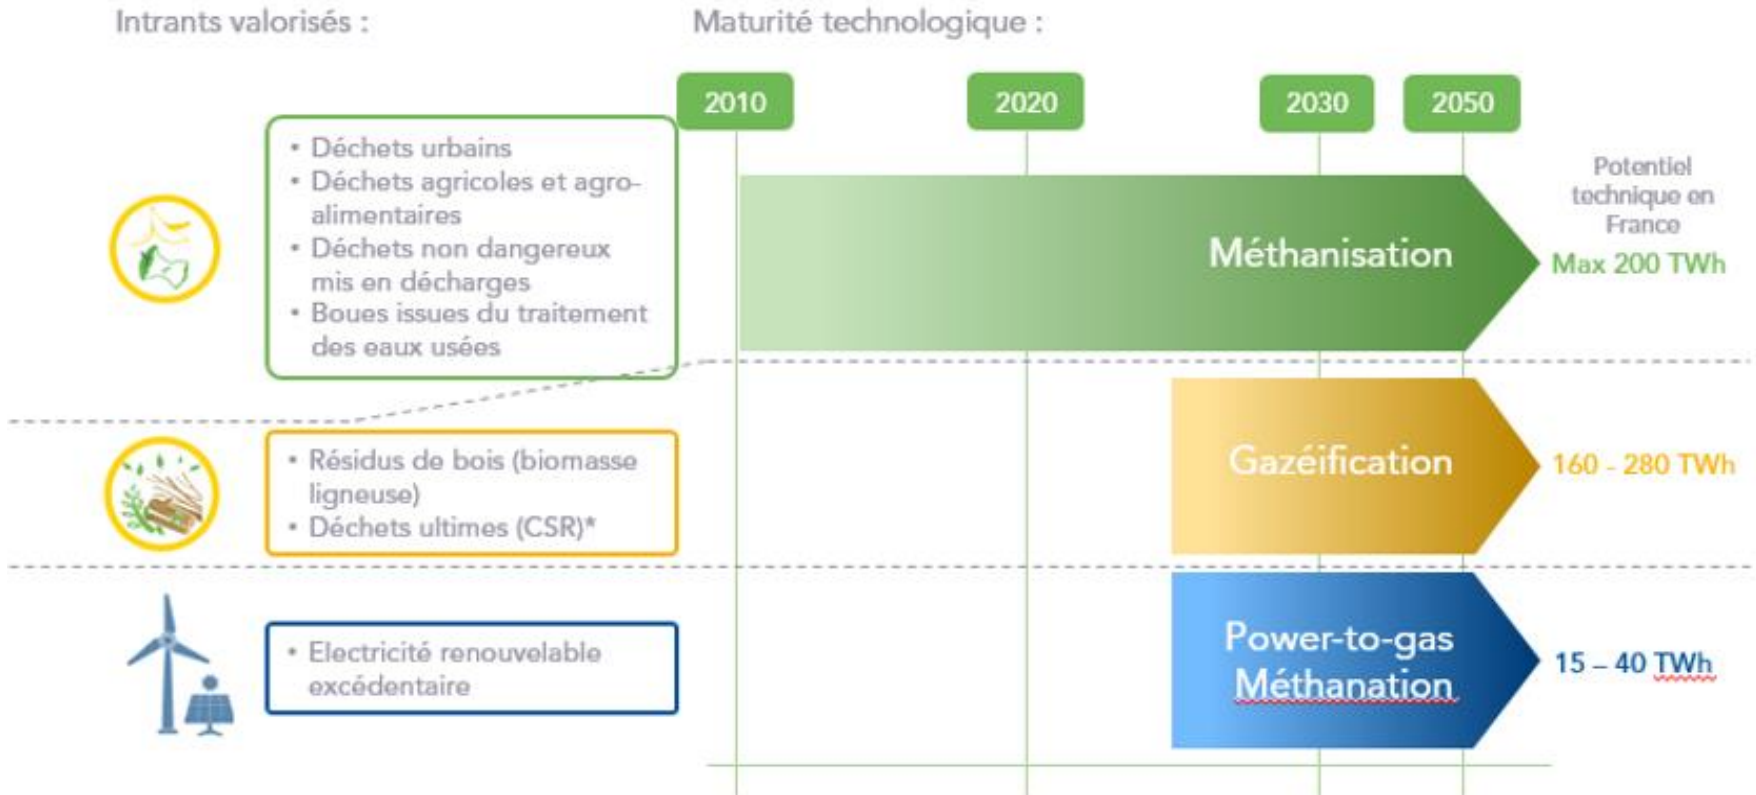 Intrants valorisés :
Maturité technologique :
2010
2020
2030
2050
• Déchets urbains
• Déchets agricoles et agro-
alimentaires
• Déchets non dangereux
mis en décharges
• Boues issues du traitement
des eaux usées
Méthanisation
Potentiel
technique en
France
Max 200 TWh
• Résidus de bois (biomasse
ligneuse)
• Déchets ultimes (CSR)*
Gazéification
160 - 280 TWh
• Electricité renouvelable
excédentaire
Power-to-gas
Méthanation
15 – 40 TWh